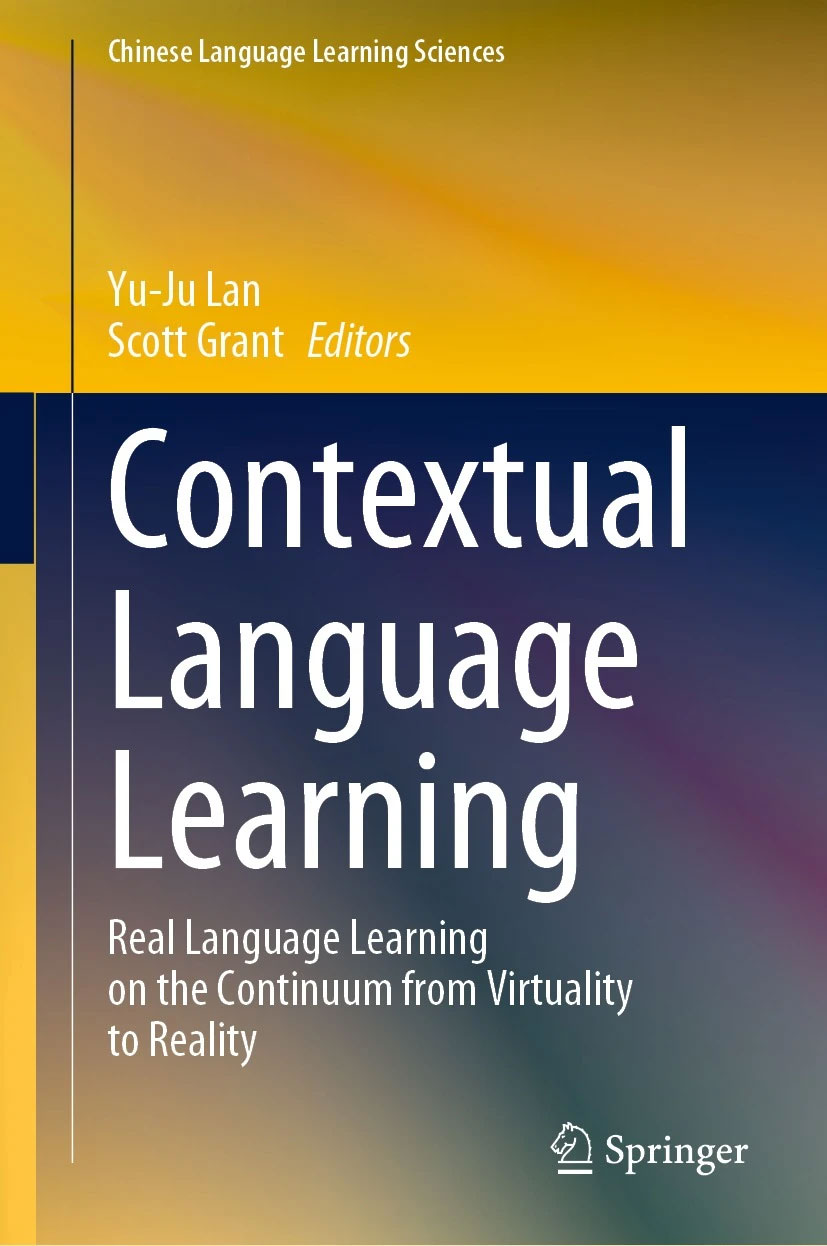 Chinese Language Learning Sciences
Yu-Ju Lan
Scott Grant Editors
Contextual
Language
Learning
Real Language Learning
on the Continuum from Virtuality
to Reality
Springer